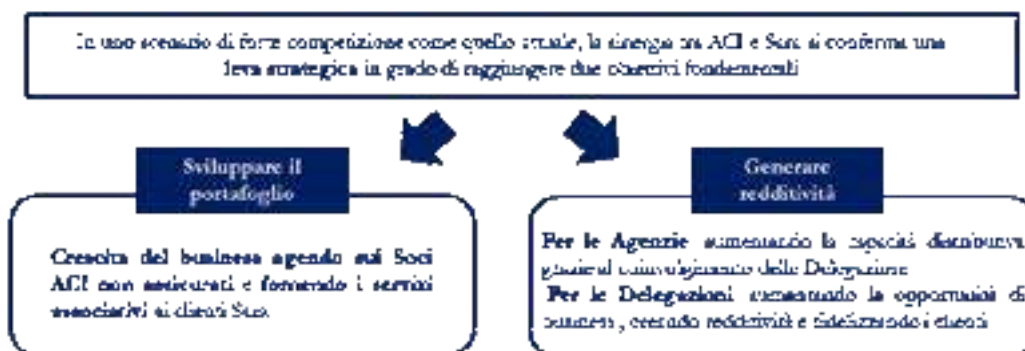 In uno scenario di forte competizione come quello attuale, la sinergia tra ACI e Sara si conferma una
leva strategica in grado di raggiungere due obiettivi fondamentali
Sviluppare il
portafoglio
Crescita del business agendo sui Soci
ACI non assicurati e fornendo i servizi
associativi ai clienti Sara
Generare
redditività
Per le Agenzie aumentando la capacità distributiva
grazie al coinvolgimento delle Delegazione
Per le Delegazioni aumentando la opportunità di
business, creando redditività e fidelizzando i clienti